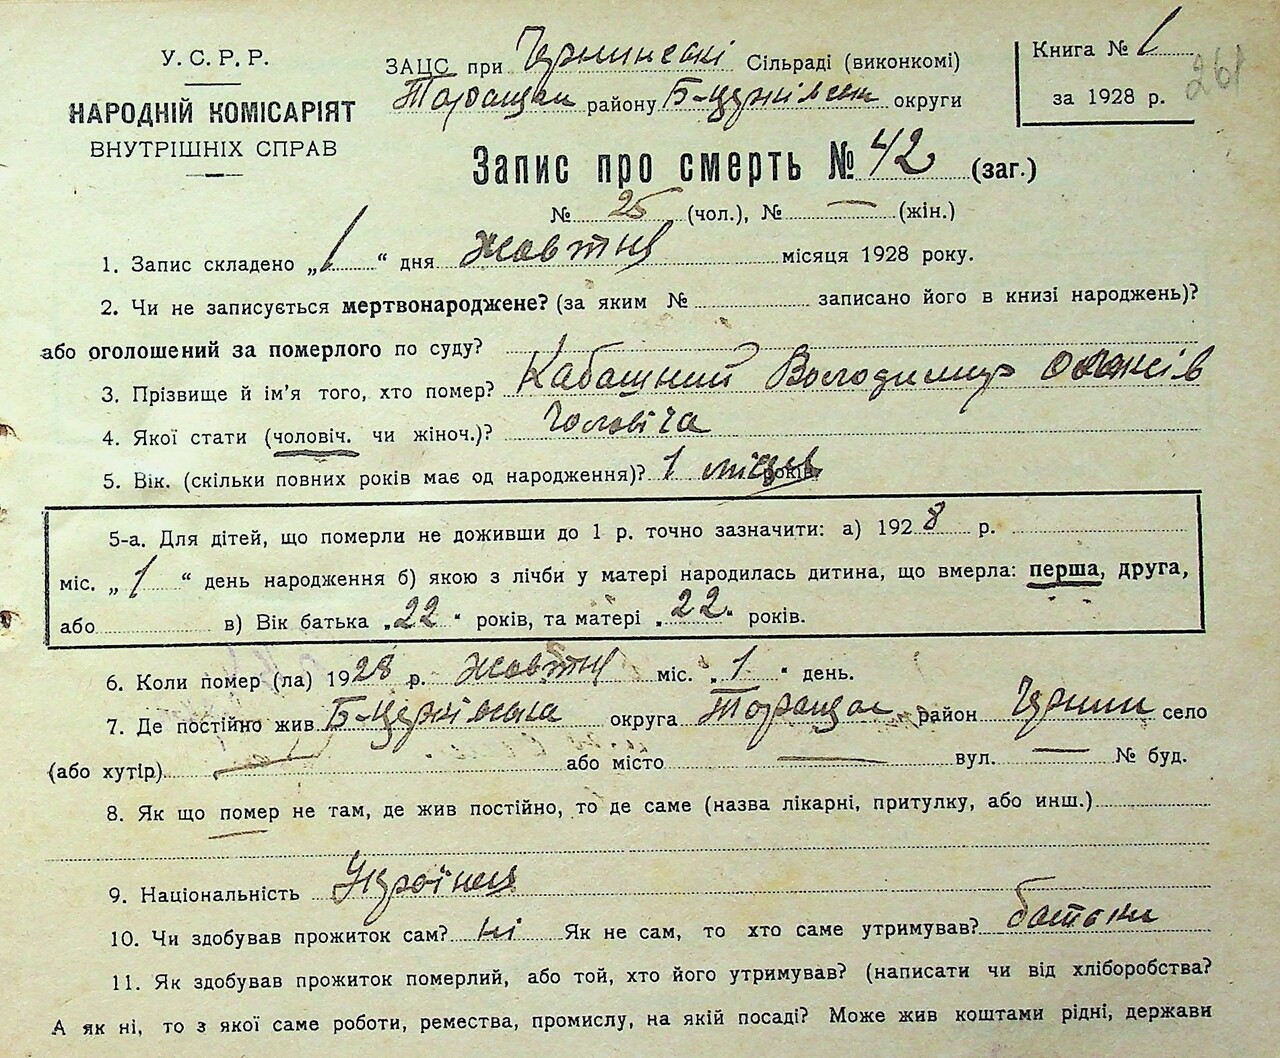 У. С. Р. Р.
НАРОДНІЙ КОМІСАРІЯТ
ВНУТРІШНІХ СПРАВ
ЗАЦС при Сільраді (виконкомі)
району Б-церківськ округи
Книга № 1
за 1928 р.
261
Запис про смерть № 42 (заг.)
№ 25 (чол.), № — (жін.)
1. Запис складено „1“ дня жовтня місяця 1928 року.
2. Чи не записується мертвонароджене? (за яким № записано його в книзі народжень)?
або оголошений за померлого по суду?
3. Прізвище й ім'я того, хто помер? Володимир
4. Якої стати (чоловіч. чи жіноч.)? Чоловіча
5. Вік. (скільки повних років має од народження)? 1 місяць років.
5-а. Для дітей, що померли не доживши до 1 р. точно зазначити: а) 1928 р.
міс. „1“ день народження б) якою з лічби у матері народилась дитина, що вмерла: перша, друга,
або в) Вік батька „22“ років, та матері „22“ років.
6. Коли помер (ла) 1928 р. жовтня міс. „1“ день.
7. Де постійно жив Б-церківська округа Тараща район село
(або хутір) — або місто — вул. — № буд.
8. Як що помер не там, де жив постійно, то де саме (назва лікарні, притулку, або инш.)
9. Національність Українець
10. Чи здобував прожиток сам? ні Як не сам, то хто саме утримував? батьки
11. Як здобував прожиток померлий, або той, хто його утримував? (написати чи від хліборобства?
А як ні, то з якої саме роботи, ремества, промислу, на якій посаді? Може жив коштами рідні, держави